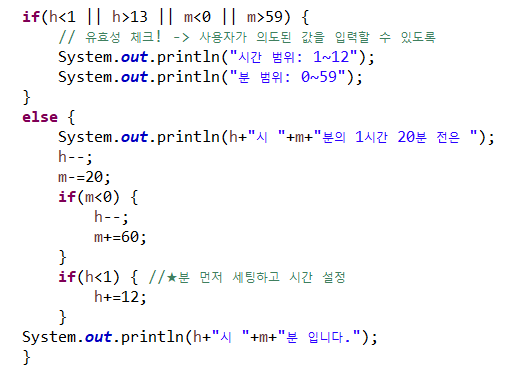 if(h<1 || h>13 || m<0 || m>59) {
// 유효성 체크! -> 사용자가 의도된 값을 입력할 수 있도록
System.out.println("시간 범위: 1~12");
System.out.println("분 범위: 0~59");
}
else {
System.out.println(h+"시 "+m+"분의 1시간 20분 전은 ");
h--;
m-=20;
if(m<0) {
h--;
m+=60;
}
if(h<1) { //★분 먼저 세팅하고 시간 설정
h+=12;
}
System.out.println(h+"시 "+m+"분 입니다.");
}